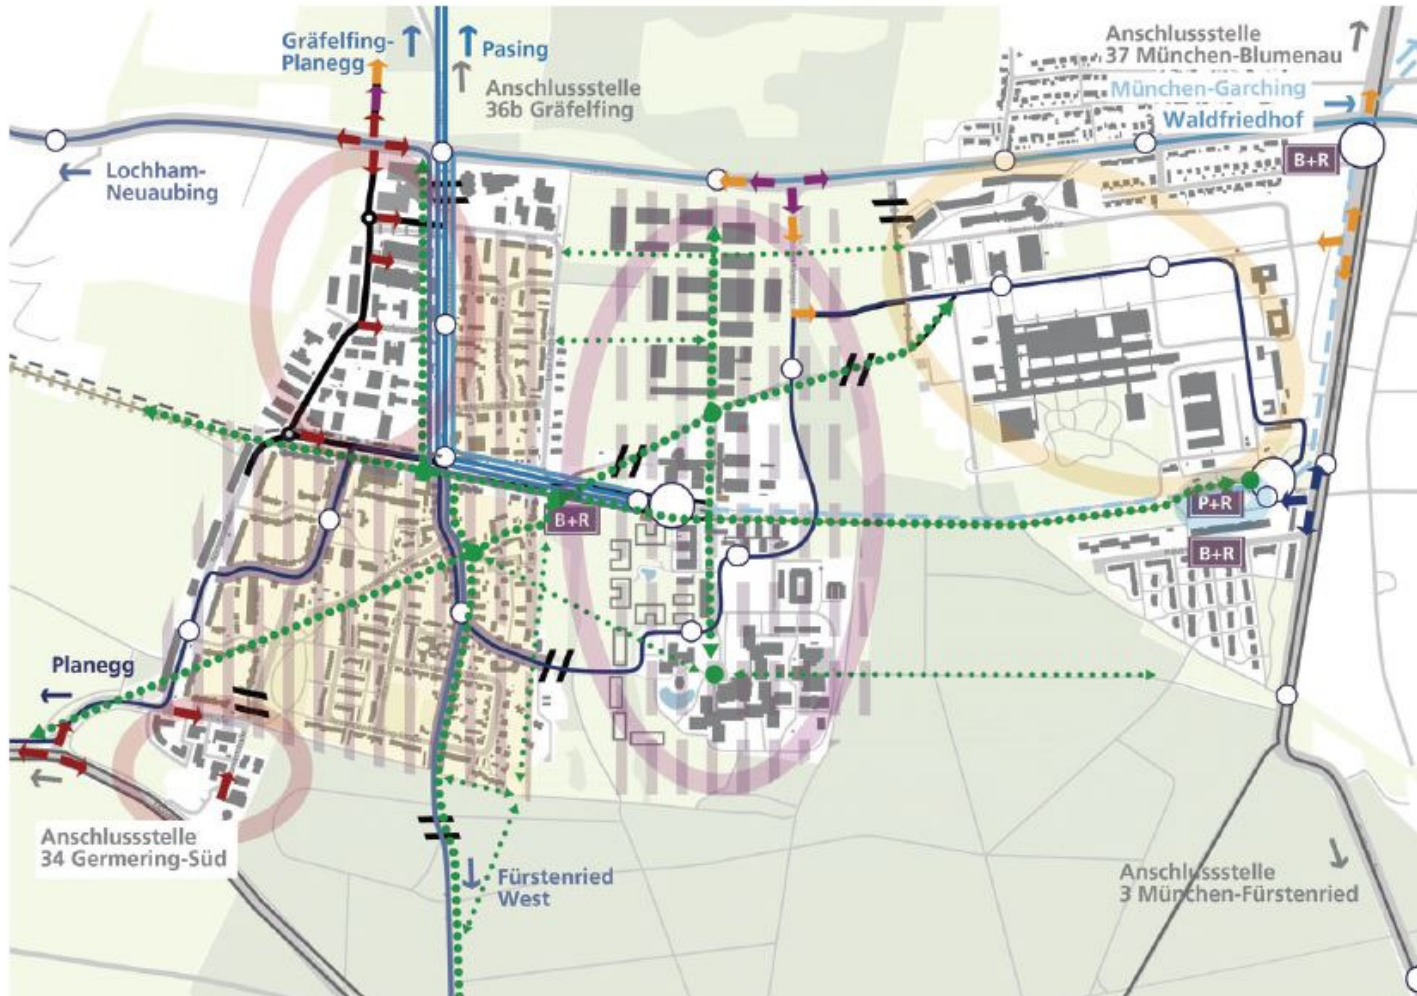 Gräfelfing-
Planegg
Pasing
Anschlussstelle
36b Gräfelfing
Anschlussstelle
37 München-Blumenau
München-Garching
Waldfriedhof
B+R
Lochham-
Neuaubing
B+R
P+R
B+R
Planegg
Anschlussstelle
34 Germering-Süd
Fürstenried
West
Anschlussstelle
3 München-Fürstenried